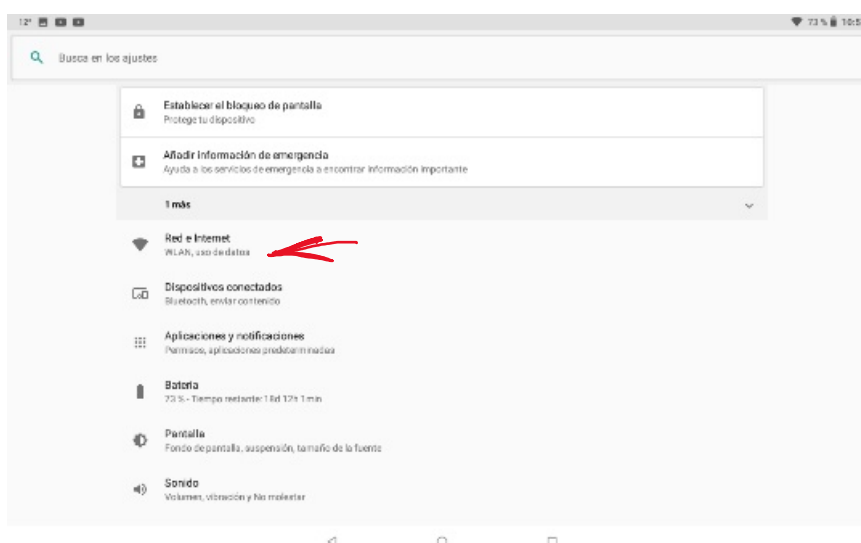 12°
73 % 10:5
Busca en los ajustes
Establecer el bloqueo de pantalla
Protege tu dispositivo
Añadir información de emergencia
Ayuda a los servicios de emergencia a encontrar información importante
1 más
Red e Internet
WLAN, uso de datos
Dispositivos conectados
Bluetooth, enviar contenido
Aplicaciones y notificaciones
Permisos, aplicaciones predeterminadas
Batería
73 % - Tiempo restante: 18d 12h 1min
Pantalla
Fondo de pantalla, suspensión, tamaño de la fuente
Sonido
Volumen, vibración y No molestar